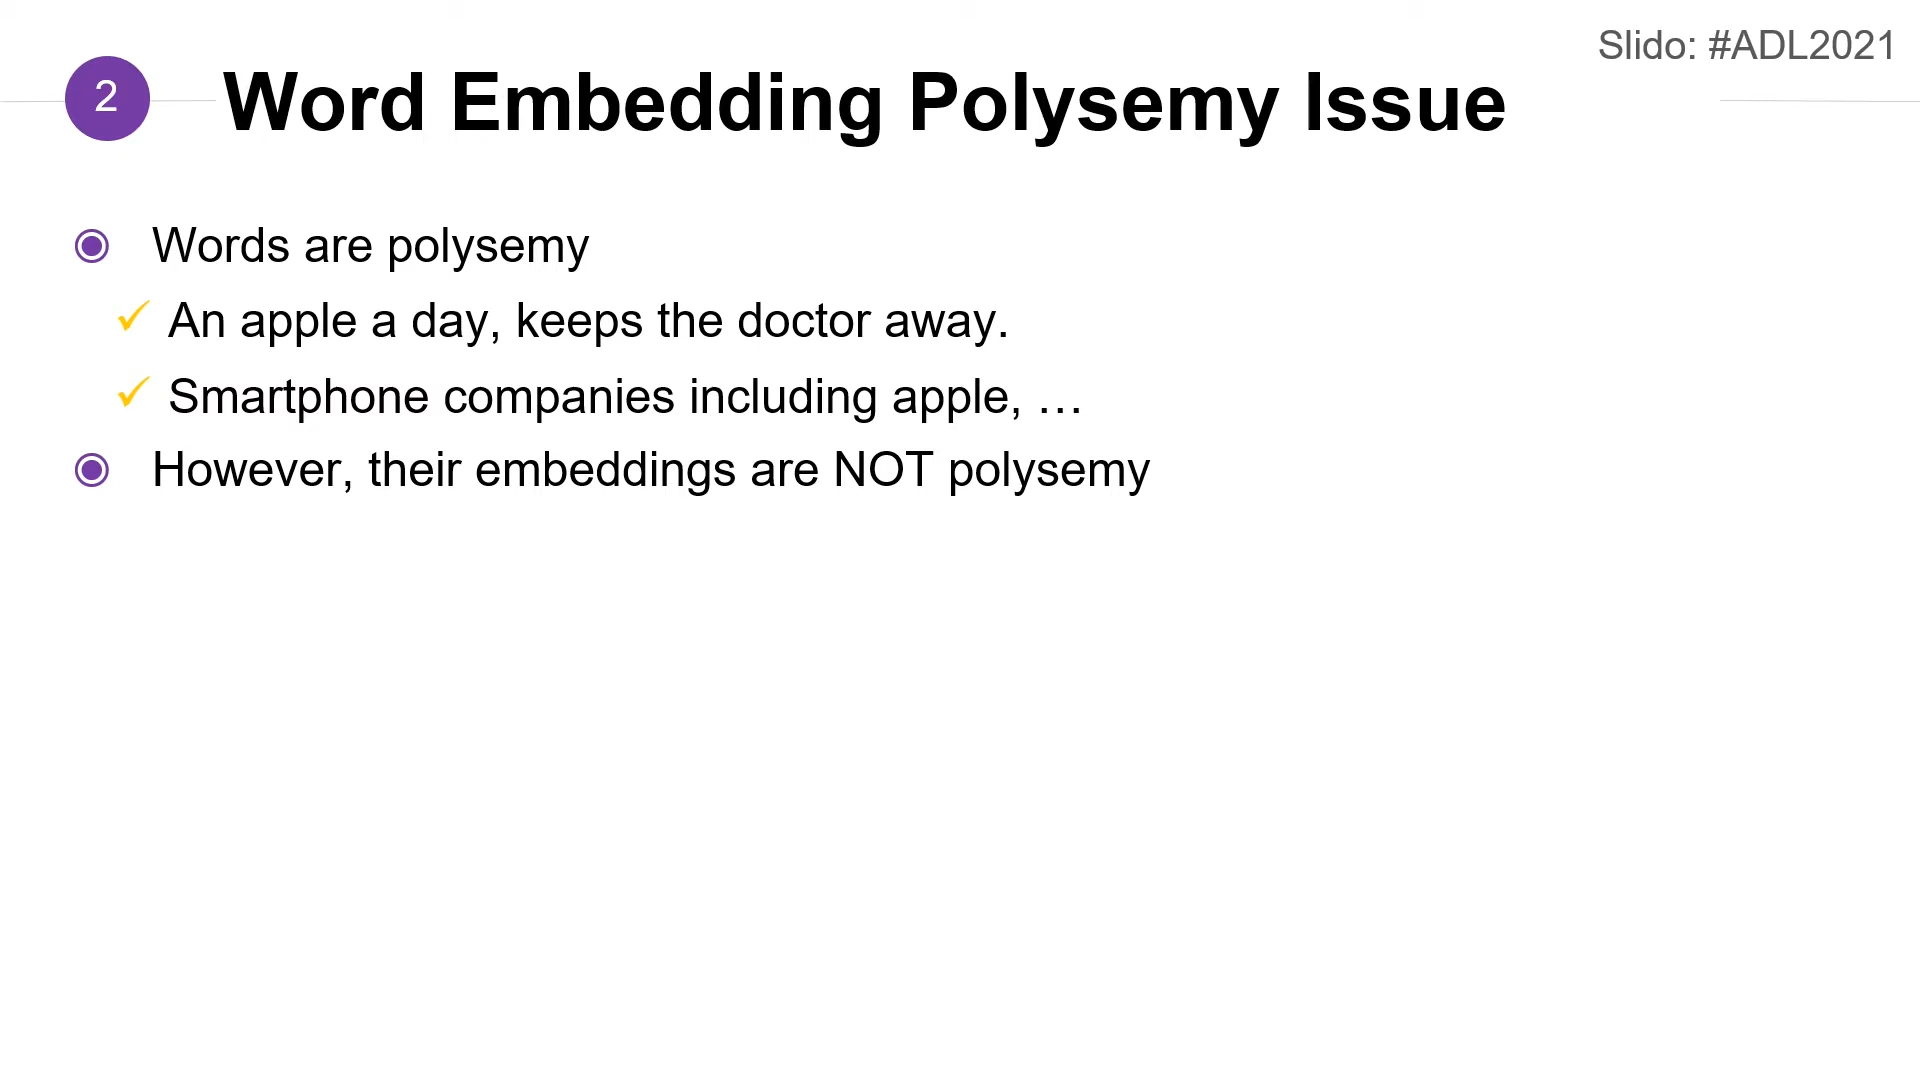 Slido: #ADL2021
2
Word Embedding Polysemy Issue
Words are polysemy
An apple a day, keeps the doctor away.
Smartphone companies including apple, …
However, their embeddings are NOT polysemy